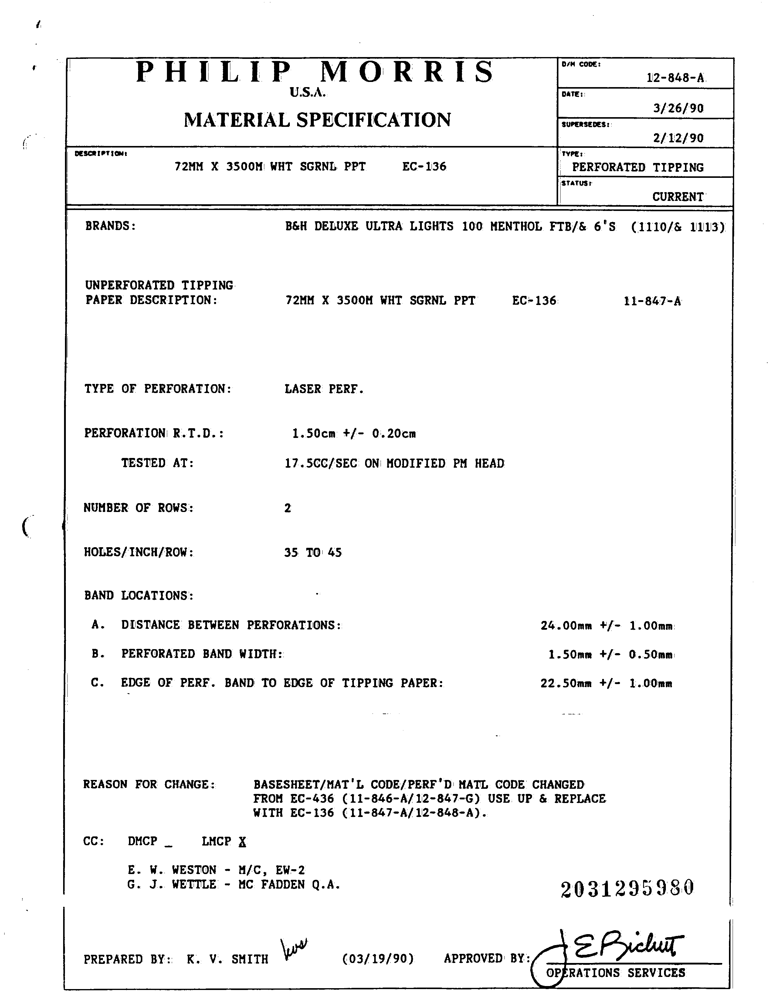 PHILIP MORRIS
U.S.A.
MATERIAL SPECIFICATION
D/M CODE:
12-848-A
DATE:
3/26/90
SUPERSEDES:
2/12/90
DESCRIPTION:
72MM X 3500M WHT SGRNL PPT EC-136
TYPE:
PERFORATED TIPPING
STATUS:
CURRENT
BRANDS: B&H DELUXE ULTRA LIGHTS 100 MENTHOL FTB/& 6'S (1110/& 1113)
UNPERFORATED TIPPING
PAPER DESCRIPTION: 72MM X 3500M WHT SGRNL PPT EC-136 11-847-A
TYPE OF PERFORATION: LASER PERF.
PERFORATION R.T.D.: 1.50cm +/- 0.20cm
TESTED AT: 17.5CC/SEC ON MODIFIED PM HEAD
NUMBER OF ROWS: 2
HOLES/INCH/ROW: 35 TO 45
BAND LOCATIONS:
A. DISTANCE BETWEEN PERFORATIONS: 24.00mm +/- 1.00mm
B. PERFORATED BAND WIDTH: 1.50mm +/- 0.50mm
C. EDGE OF PERF. BAND TO EDGE OF TIPPING PAPER: 22.50mm +/- 1.00mm
REASON FOR CHANGE: BASESHEET/MAT'L CODE/PERF'D MATL CODE CHANGED
FROM EC-436 (11-846-A/12-847-G) USE UP & REPLACE
WITH EC-136 (11-847-A/12-848-A).
CC: DMCP _ LMCP X
E. W. WESTON - M/C, EW-2
G. J. WETTLE - MC FADDEN Q.A.
2031295980
PREPARED BY: K. V. SMITH (03/19/90) APPROVED BY:
OPERATIONS SERVICES